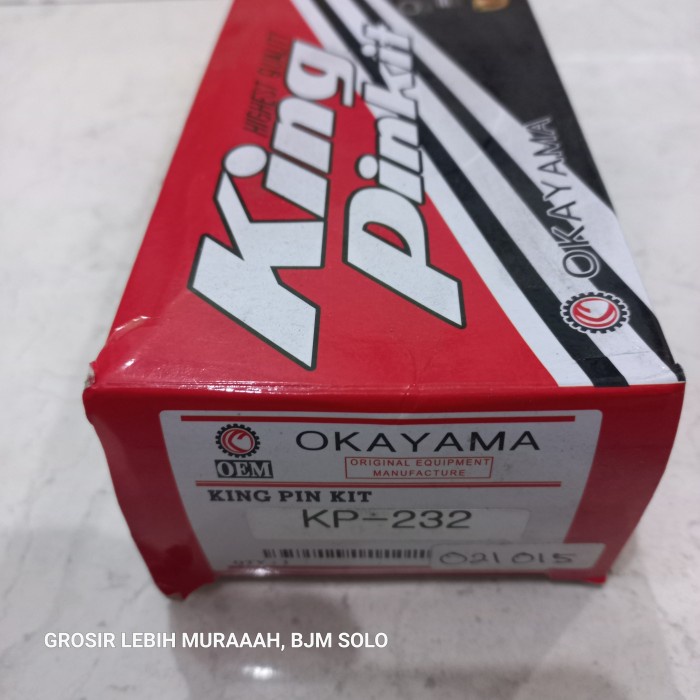 HIGHEST QUALITY
King
Pinkit
OKAYAMA
OKAYAMA
OEM
ORIGINAL EQUIPMENT
MANUFACTURE
KING PIN KIT
KP-232
021015
GROSIR LEBIH MURAAAH, BJM SOLO